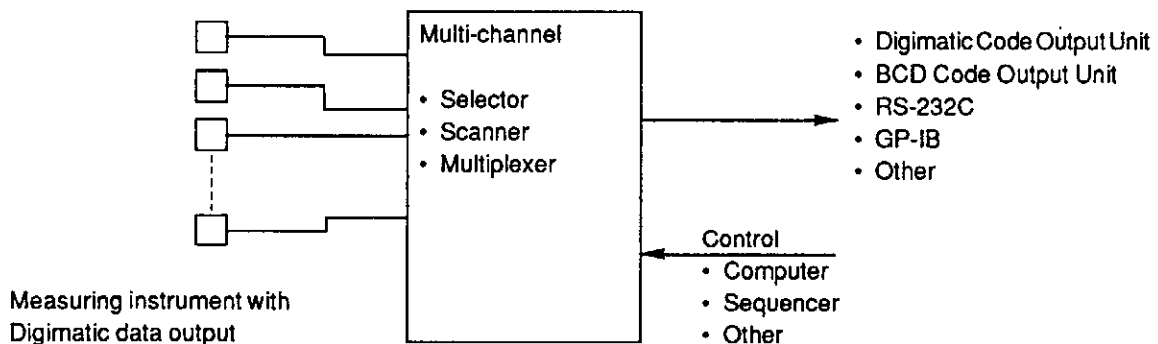 Multi-channel
• Selector
• Scanner
• Multiplexer
• Digimatic Code Output Unit
• BCD Code Output Unit
• RS-232C
• GP-IB
• Other
Control
• Computer
• Sequencer
• Other
Measuring instrument with
Digimatic data output